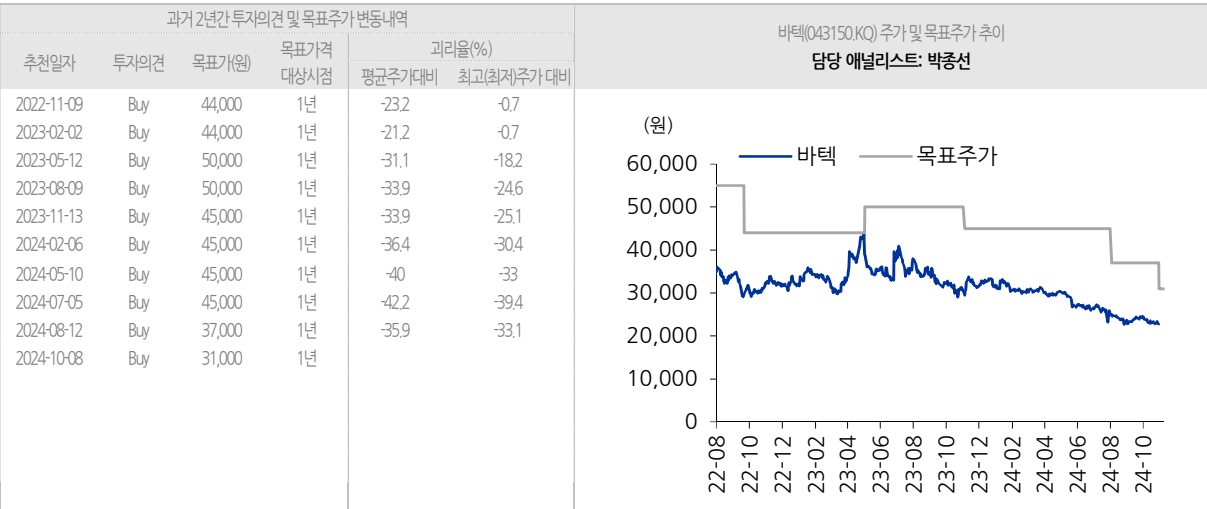 과거 2년간 투자의견 및 목표주가 변동내역
추천일자 투자의견 목표가(원) 목표가격 대상시점 괴리율(%)
평균주가대비 최고(최저)주가 대비
2022-11-09 Buy 44,000 1년 -23.2 -0.7
2023-02-02 Buy 44,000 1년 -21.2 -0.7
2023-05-12 Buy 50,000 1년 -31.1 -18.2
2023-08-09 Buy 50,000 1년 -33.9 -24.6
2023-11-13 Buy 45,000 1년 -33.9 -25.1
2024-02-06 Buy 45,000 1년 -36.4 -30.4
2024-05-10 Buy 45,000 1년 -40 -33
2024-07-05 Buy 45,000 1년 -42.2 -39.4
2024-08-12 Buy 37,000 1년 -35.9 -33.1
2024-10-08 Buy 31,000 1년
바텍(043150.KQ) 주가 및 목표주가 추이
담당 애널리스트: 박종선
(원)
바텍 목표주가
60,000
50,000
40,000
30,000
20,000
10,000
0
22-08 22-10 22-12 23-02 23-04 23-06 23-08 23-10 23-12 24-02 24-04 24-06 24-08 24-10